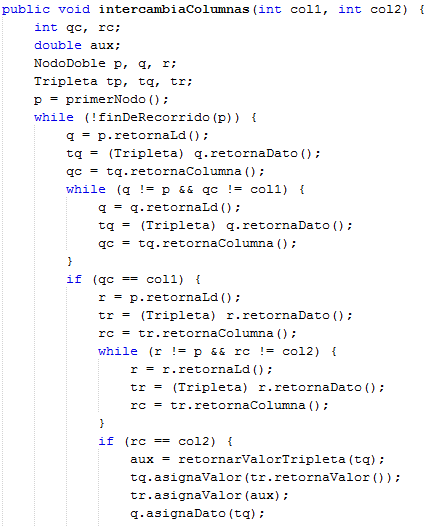 public void intercambiaColumnas(int col1, int col2) {
    int qc, rc;
    double aux;
    NodoDoble p, q, r;
    Tripleta tp, tq, tr;
    p = primerNodo();
    while (!finDeRecorrido(p)) {
        q = p.retornaLd();
        tq = (Tripleta) q.retornaDato();
        qc = tq.retornaColumna();
        while (q != p && qc != col1) {
            q = q.retornaLd();
            tq = (Tripleta) q.retornaDato();
            qc = tq.retornaColumna();
        }
        if (qc == col1) {
            r = p.retornaLd();
            tr = (Tripleta) r.retornaDato();
            rc = tr.retornaColumna();
            while (r != p && rc != col2) {
                r = r.retornaLd();
                tr = (Tripleta) r.retornaDato();
                rc = tr.retornaColumna();
            }
            if (rc == col2) {
                aux = retornarValorTripleta(tq);
                tq.asignaValor(tr.retornaValor());
                tr.asignaValor(aux);
                q.asignaDato(tq);